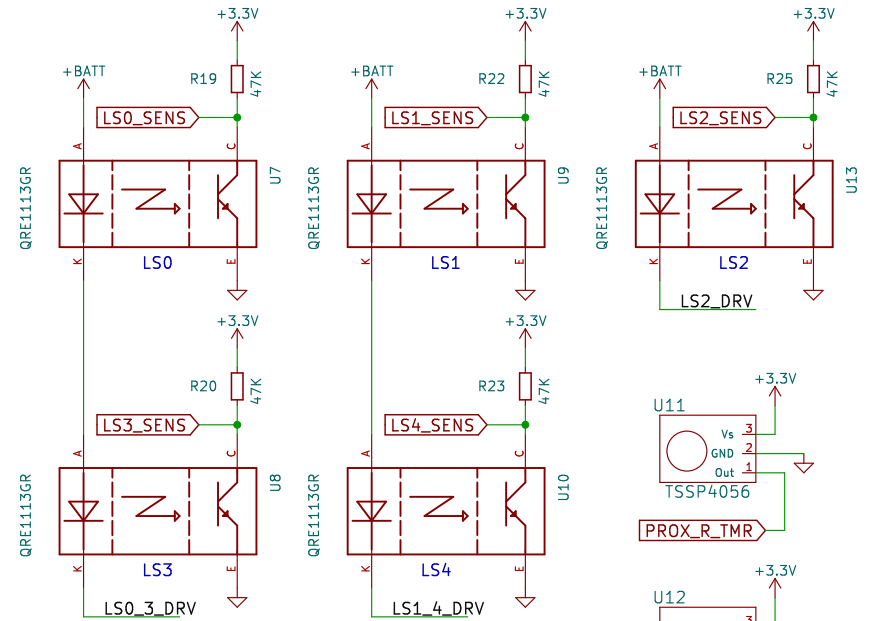 +3.3V
+3.3V
+3.3V
+BATT
R19
47K
+BATT
R22
47K
+BATT
R25
47K
LS0_SENS
LS1_SENS
LS2_SENS
A
C
A
C
A
C
QRE1113GR
U7
QRE1113GR
U9
QRE1113GR
U13
K
LS0
E
K
LS1
E
K
LS2
E
LS2_DRV
+3.3V
+3.3V
R20
47K
R23
47K
+3.3V
LS3_SENS
LS4_SENS
U11
Vs
3
GND
2
Out
1
TSSP4056
A
C
A
C
QRE1113GR
U8
QRE1113GR
U10
PROX_R_TMR
K
LS3
E
K
LS4
E
+3.3V
LS0_3_DRV
LS1_4_DRV
U12
3